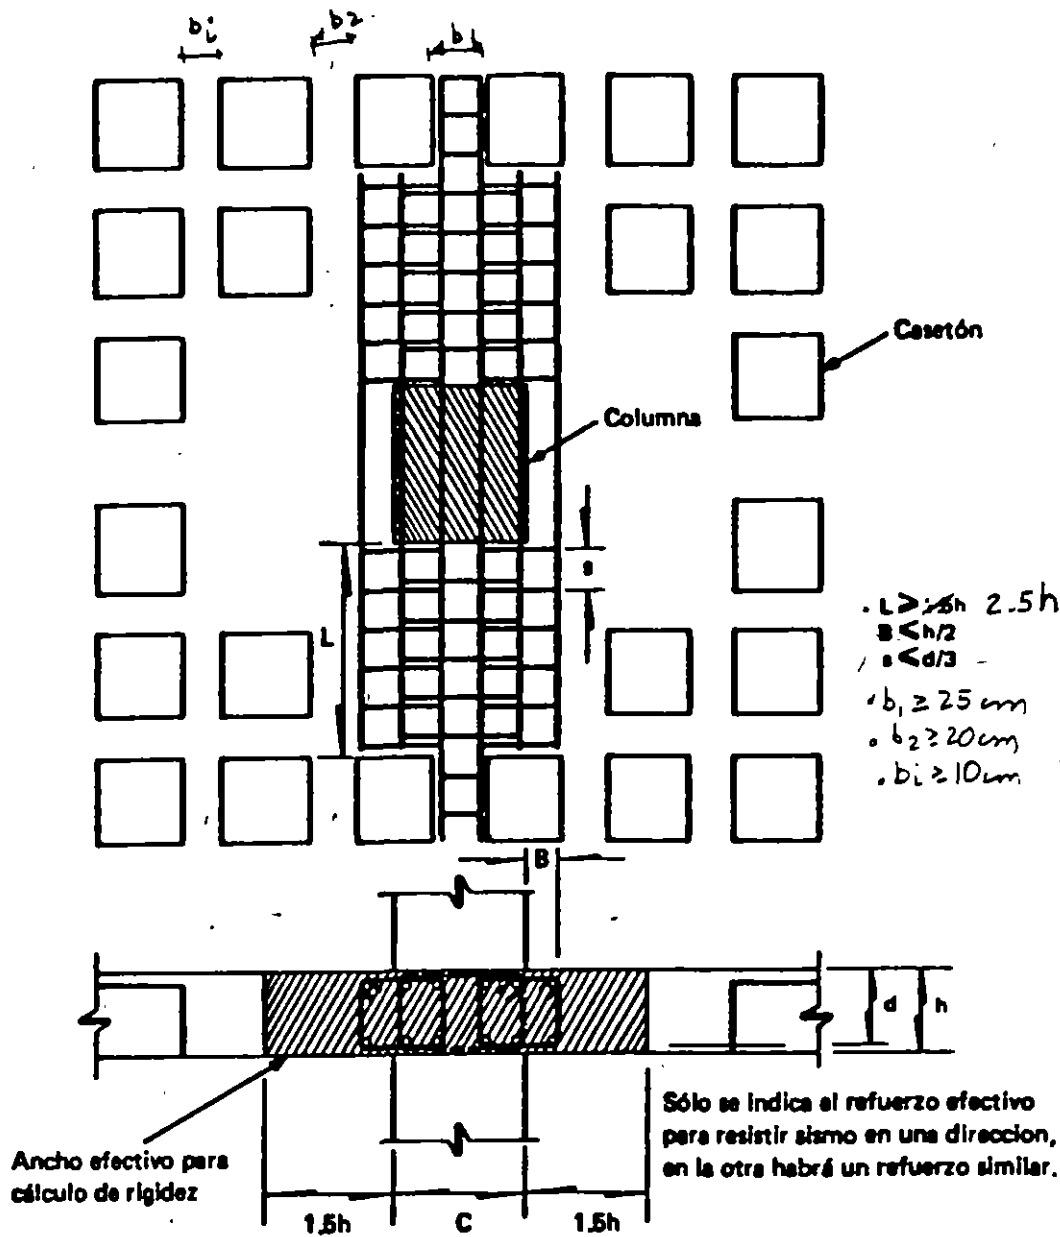 bi
b2
b
Casetón
Columna
s
L
. L ≥ 2.5h
B ≤ h/2
s ≤ d/3
• b₁ ≥ 25 cm
• b₂ ≥ 20 cm
. bi ≥ 10 cm
B
d
h
Ancho efectivo para
cálculo de rigidez
1.5h
C
1.5h
Sólo se indica el refuerzo efectivo
para resistir sismo en una direccion,
en la otra habrá un refuerzo similar.